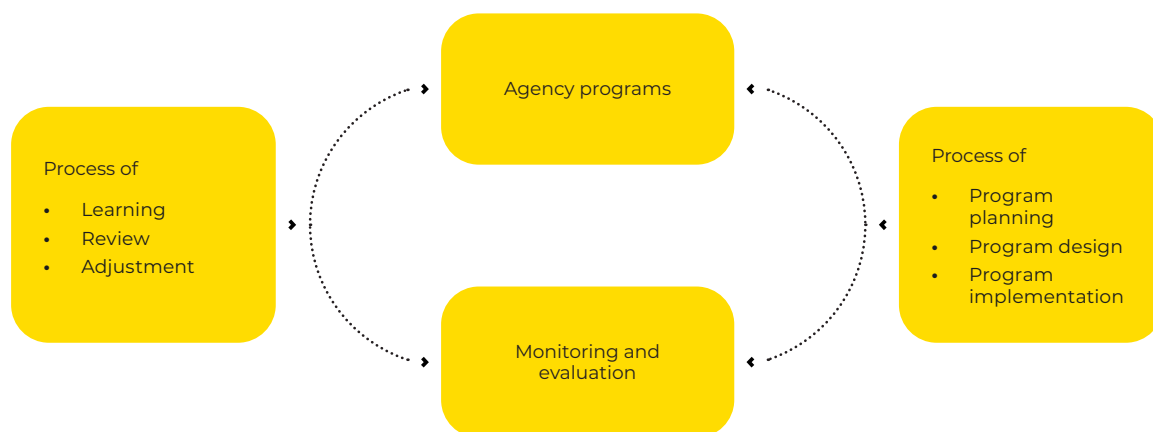 Agency programs
Process of
• Learning
• Review
• Adjustment
Process of
• Program
planning
• Program design
• Program
implementation
Monitoring and
evaluation